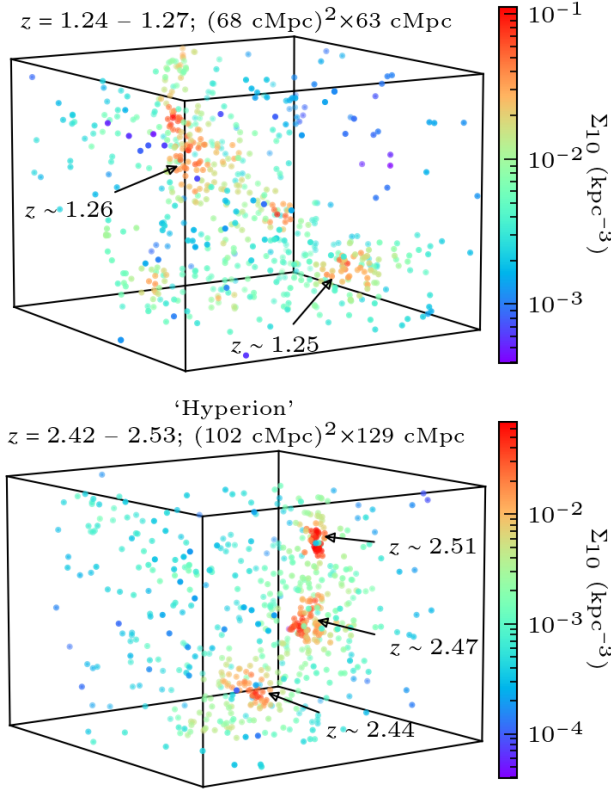 z = 1.24 – 1.27; (68 cMpc)²×63 cMpc
10⁻¹
z ~ 1.26
10⁻²
Σ₁₀ (kpc⁻³)
z ~ 1.25
10⁻³
‘Hyperion’
z = 2.42 – 2.53; (102 cMpc)²×129 cMpc
z ~ 2.51
10⁻²
z ~ 2.47
10⁻³
Σ₁₀ (kpc⁻³)
z ~ 2.44
10⁻⁴